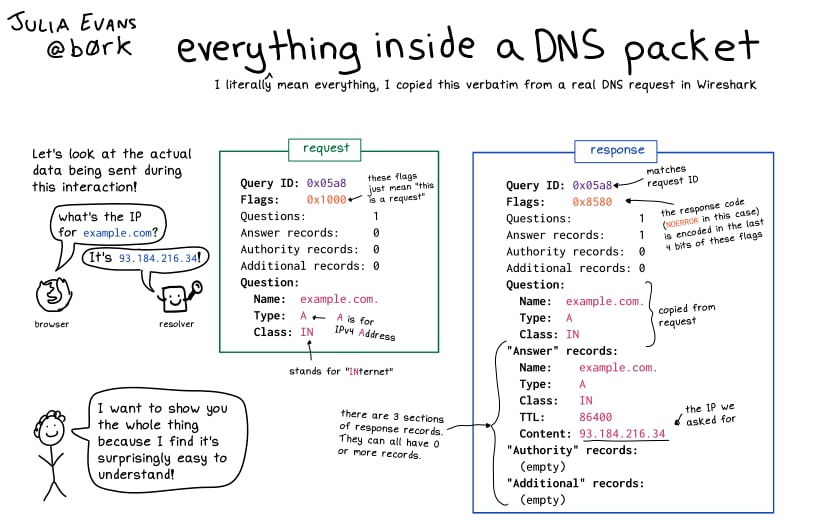 JULIA EVANS
@b0rk
everything inside a DNS packet
I literally^ mean everything, I copied this verbatim from a real DNS request in Wireshark
Let's look at the actual
data being sent during
this interaction!
what's the IP
for example.com?
It's 93.184.216.34!
browser
resolver
I want to show you
the whole thing
because I find it's
surprisingly easy to
understand!
request
Query ID: 0x05a8
Flags: 0x1000
these flags
just mean "this
is a request"
Questions: 1
Answer records: 0
Authority records: 0
Additional records: 0
Question:
Name: example.com.
Type: A
A is for
IPv4 Address
Class: IN
stands for "INternet"
response
Query ID: 0x05a8
matches
request ID
Flags: 0x8580
the response code
(NOERROR in this case)
is encoded in the last
4 bits of these flags
Questions: 1
Answer records: 1
Authority records: 0
Additional records: 0
Question:
Name: example.com.
Type: A
Class: IN
copied from
request
"Answer" records:
Name: example.com.
Type: A
Class: IN
TTL: 86400
Content: 93.184.216.34
the IP we
asked for
"Authority" records:
(empty)
"Additional" records:
(empty)
there are 3 sections
of response records.
They can all have 0
or more records.